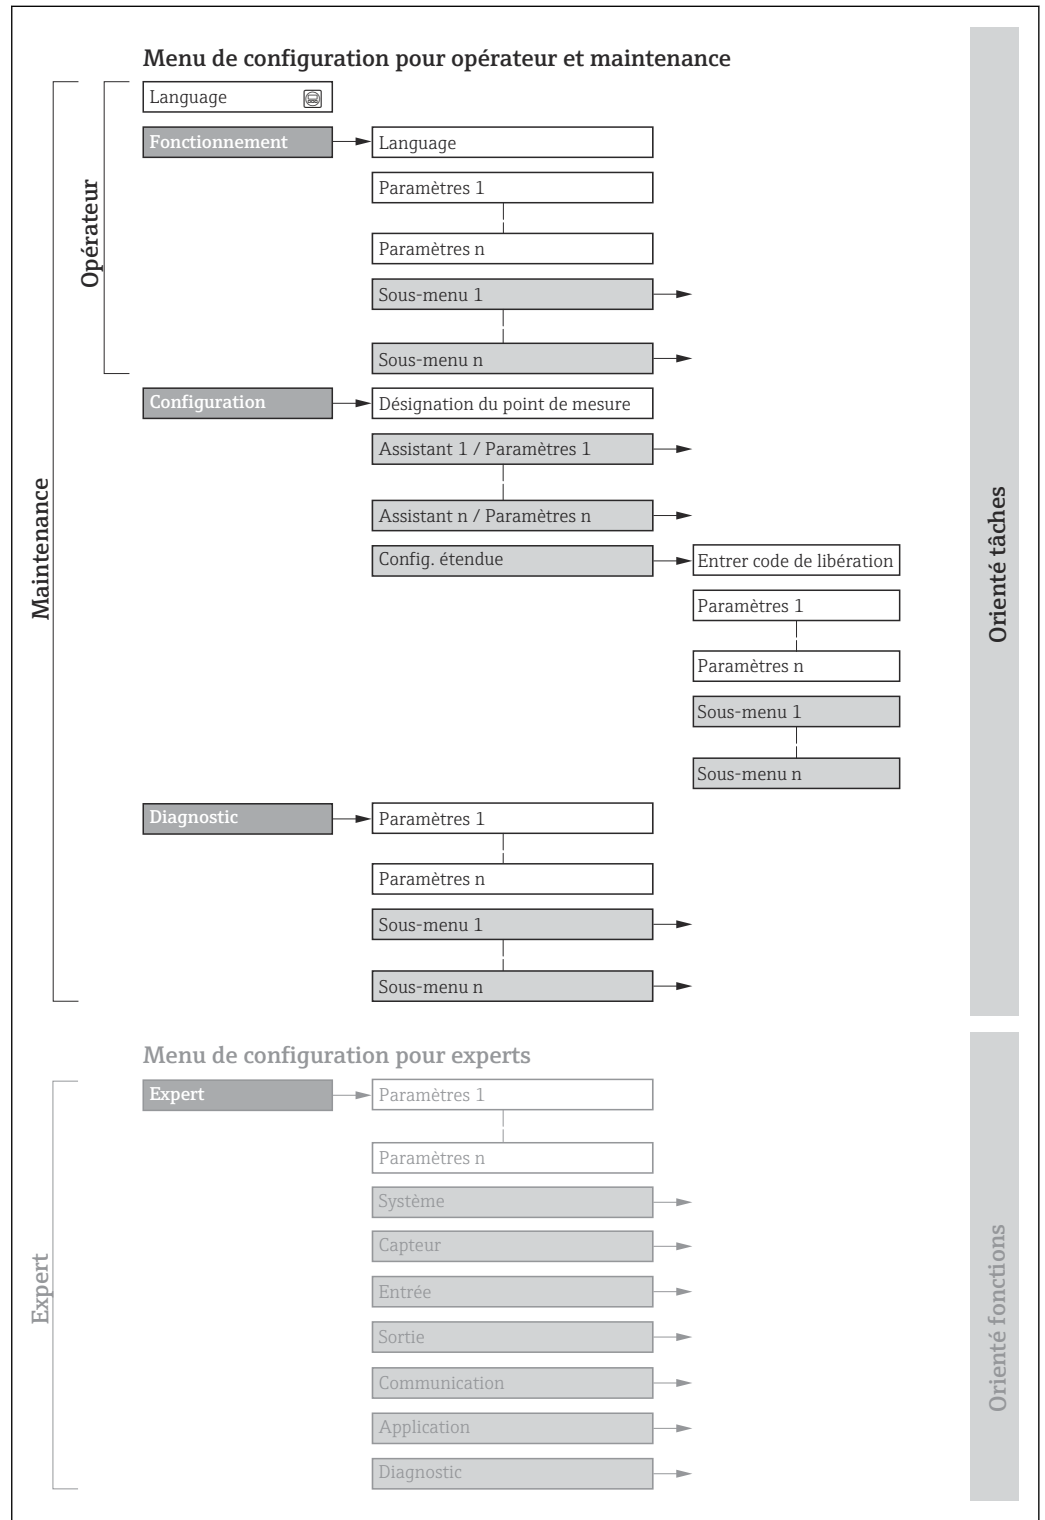 Menu de configuration pour opérateur et maintenance
Language
Fonctionnement
Language
Paramètres 1
Paramètres n
Sous-menu 1
Sous-menu n
Opérateur
Configuration
Désignation du point de mesure
Assistant 1 / Paramètres 1
Assistant n / Paramètres n
Config. étendue
Entrer code de libération
Paramètres 1
Paramètres n
Sous-menu 1
Sous-menu n
Maintenance
Diagnostic
Paramètres 1
Paramètres n
Sous-menu 1
Sous-menu n
Orienté tâches
Menu de configuration pour experts
Expert
Paramètres 1
Paramètres n
Système
Capteur
Entrée
Sortie
Communication
Application
Diagnostic
Expert
Orienté fonctions